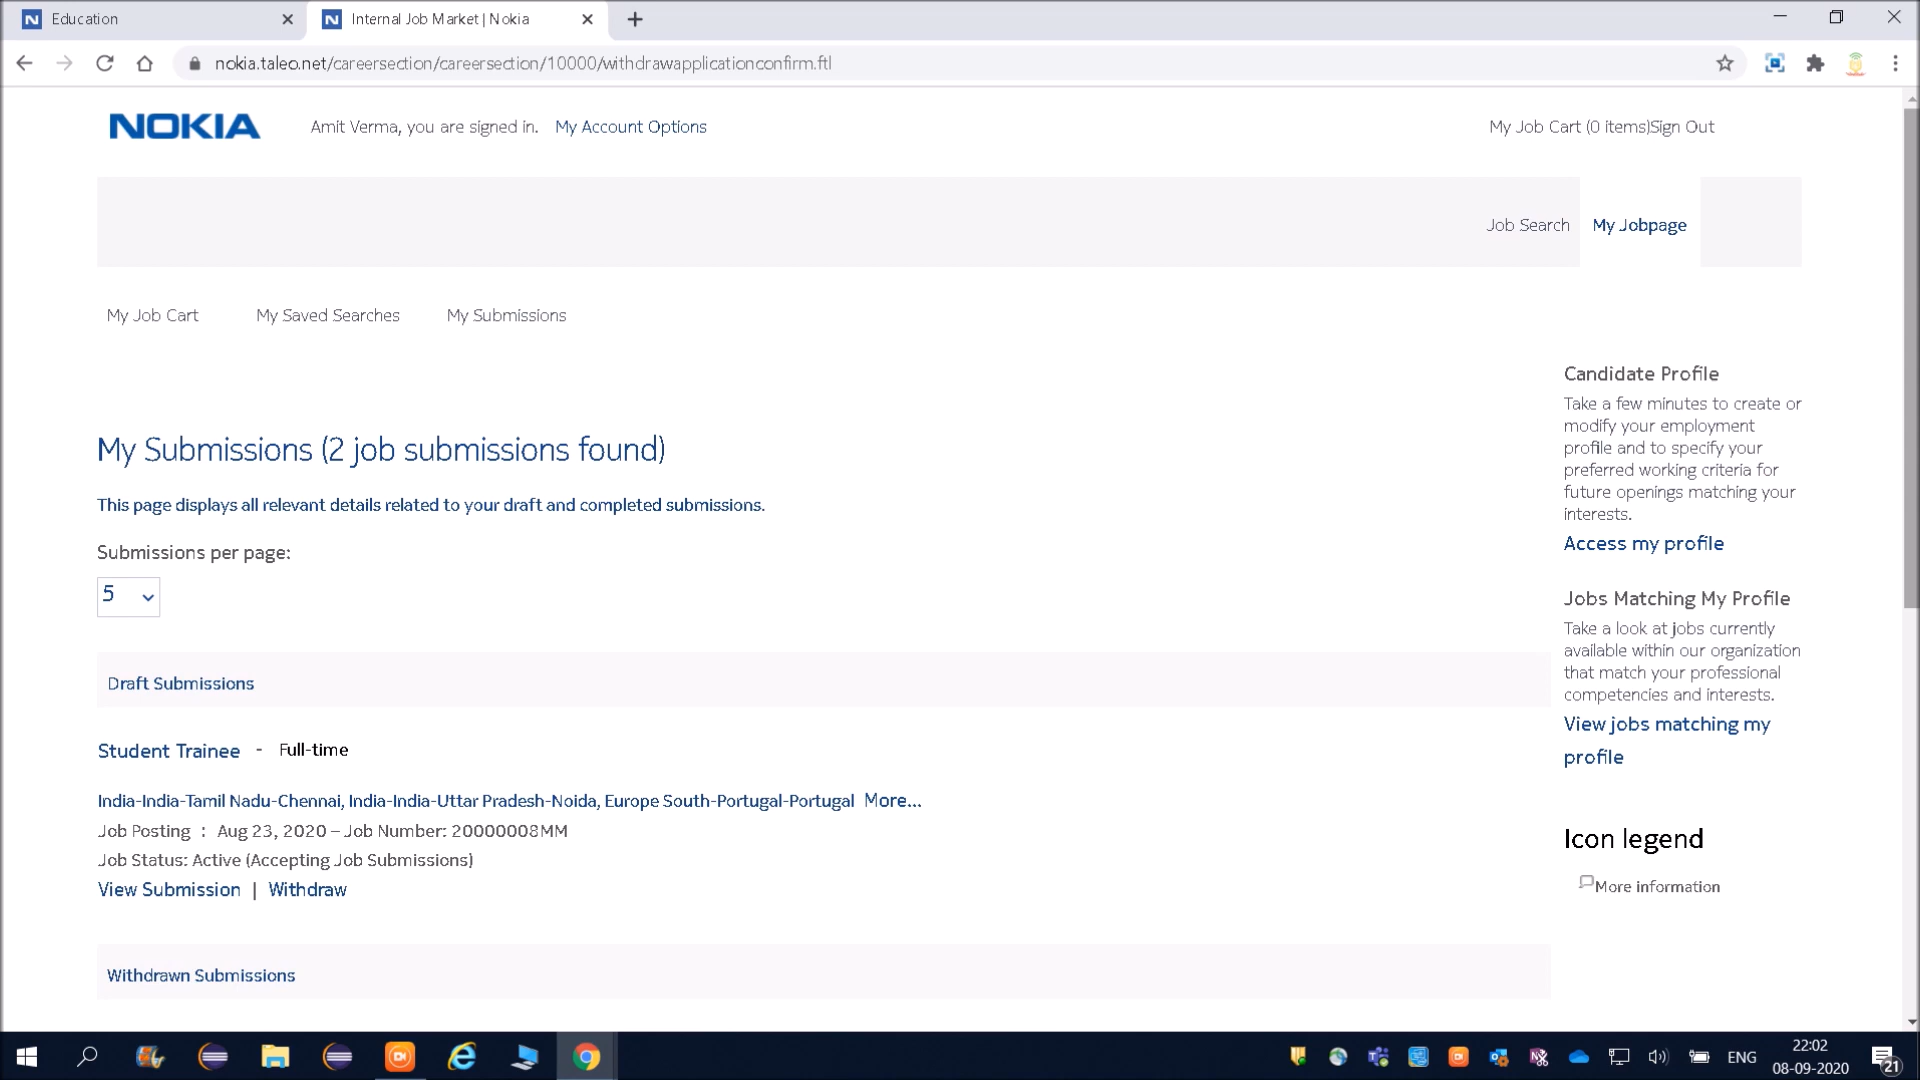 Education
Internal Job Market | Nokia
nokia.taleo.net/careersection/careersection/10000/withdrawapplicationconfirm.ftl
NOKIA
Amit Verma, you are signed in. My Account Options
My Job Cart (0 items)Sign Out
Job Search My Jobpage
My Job Cart My Saved Searches My Submissions
My Submissions (2 job submissions found)
This page displays all relevant details related to your draft and completed submissions.
Submissions per page:
5
Draft Submissions
Student Trainee - Full-time
India-India-Tamil Nadu-Chennai, India-India-Uttar Pradesh-Noida, Europe South-Portugal-Portugal More...
Job Posting : Aug 23, 2020 – Job Number: 20000008MM
Job Status: Active (Accepting Job Submissions)
View Submission | Withdraw
Withdrawn Submissions
Candidate Profile
Take a few minutes to create or
modify your employment
profile and to specify your
preferred working criteria for
future openings matching your
interests.
Access my profile
Jobs Matching My Profile
Take a look at jobs currently
available within our organization
that match your professional
competencies and interests.
View jobs matching my
profile
Icon legend
More information
ENG
22:02
08-09-2020
21